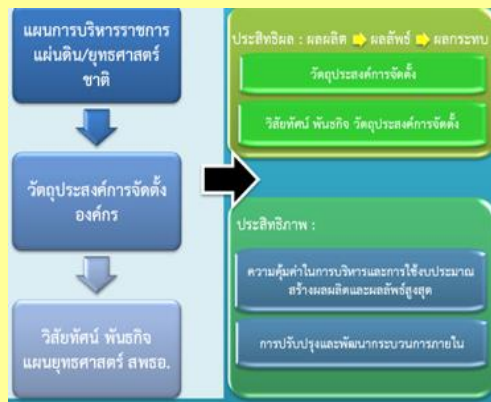 แผนการบริหารราชการ
แผ่นดิน/ยุทธศาสตร์
ชาติ
วัตถุประสงค์การจัดตั้ง
องค์กร
วิสัยทัศน์ พันธกิจ
แผนยุทธศาสตร์ สพธอ.
ประสิทธิผล : ผลผลิต ผลลัพธ์ ผลกระทบ
วัตถุประสงค์การจัดตั้ง
วิสัยทัศน์ พันธกิจ วัตถุประสงค์การจัดตั้ง
ประสิทธิภาพ :
ความคุ้มค่าในการบริหารและการใช้งบประมาณ
สร้างผลผลิตและผลลัพธ์สูงสุด
การปรับปรุงและพัฒนากระบวนการภายใน